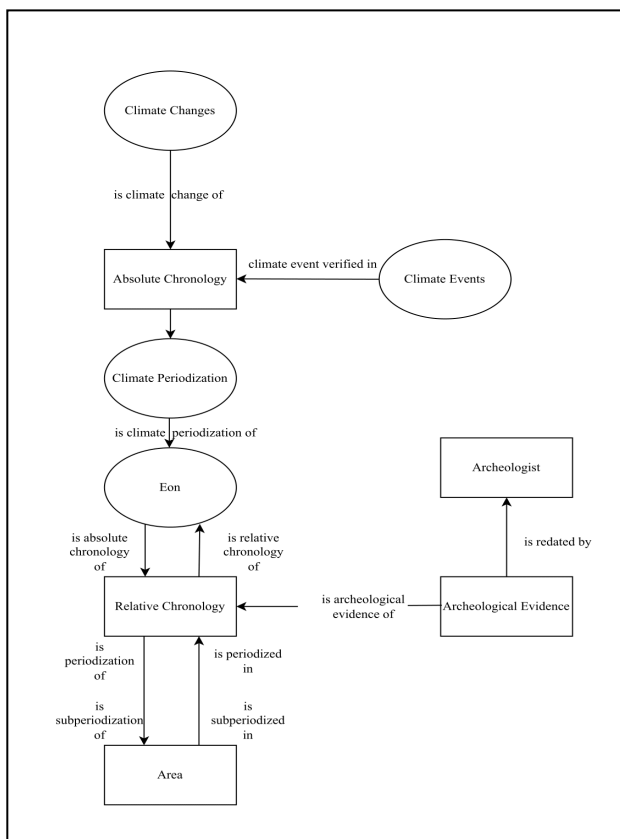 Climate Changes
is climate change of
Absolute Chronology
climate event verified in
Climate Events
Climate Periodization
is climate periodization of
Archeologist
Eon
is absolute
chronology
of
is relative
chronology
of
is redated by
Relative Chronology
is archeological
evidence of
Archeological Evidence
is
periodization
of
is periodized
in
is
subperiodization
of
is
subperiodized
in
Area